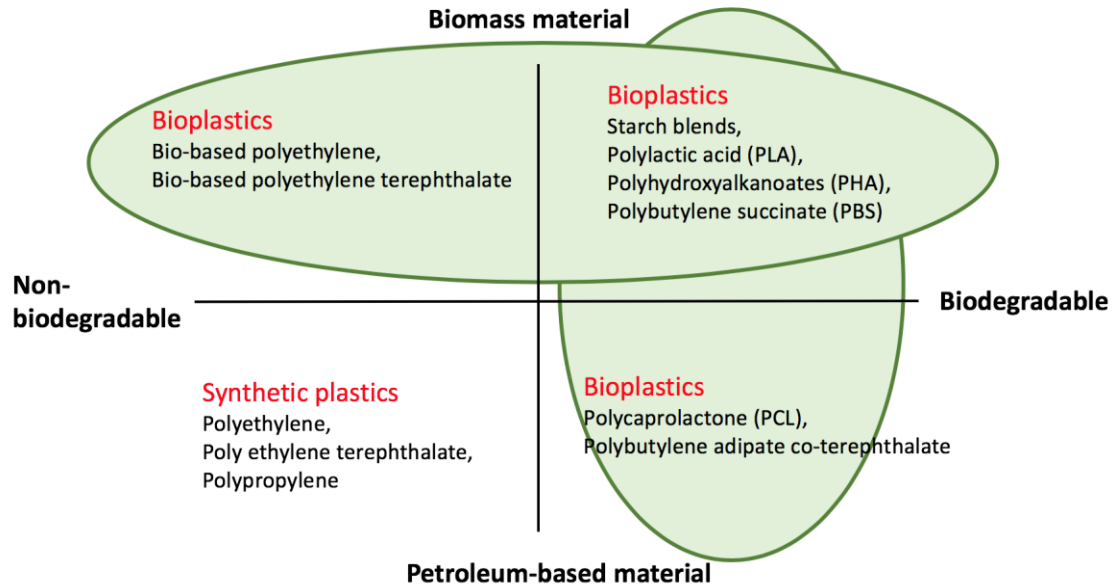 Biomass material
Bioplastics
Bio-based polyethylene,
Bio-based polyethylene terephthalate
Bioplastics
Starch blends,
Polylactic acid (PLA),
Polyhydroxyalkanoates (PHA),
Polybutylene succinate (PBS)
Non-
biodegradable
Biodegradable
Synthetic plastics
Polyethylene,
Poly ethylene terephthalate,
Polypropylene
Bioplastics
Polycaprolactone (PCL),
Polybutylene adipate co-terephthalate
Petroleum-based material